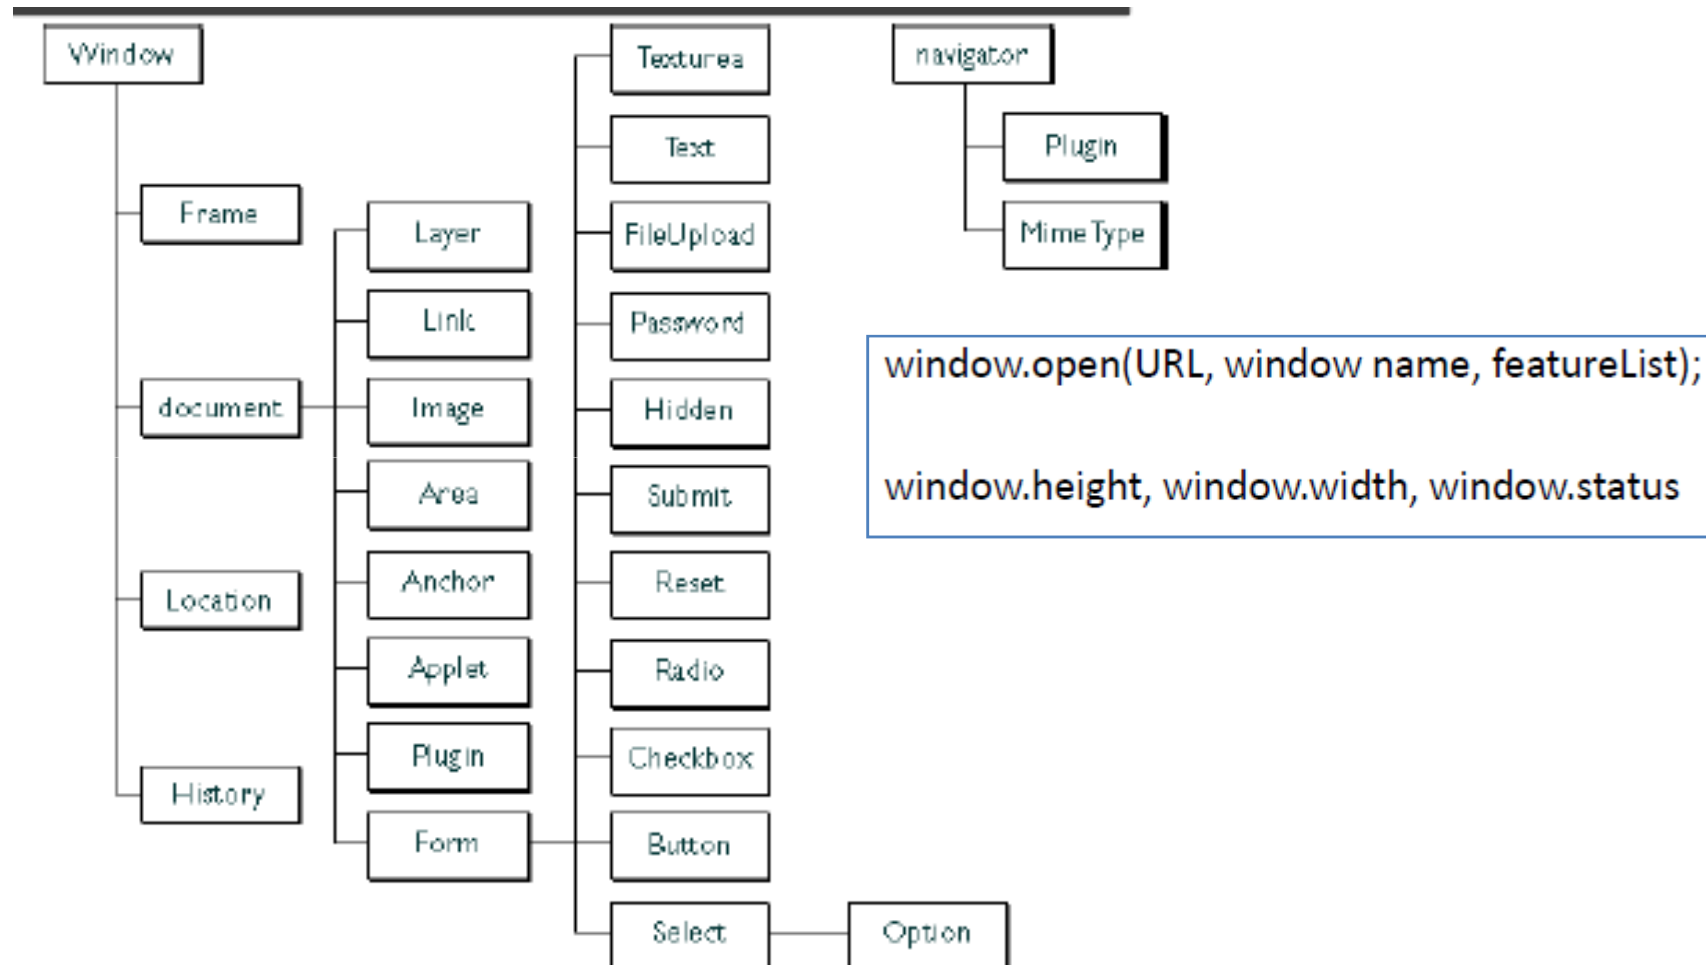 Window
Frame
document
Location
History
Layer
Link
Image
Area
Anchor
Applet
Plugin
Form
Texturea
Text
FileUpload
Password
Hidden
Submit
Reset
Radio
Checkbox
Button
Select
Option
navigator
Plugin
MimeType
window.open(URL, window name, featureList);
window.height, window.width, window.status